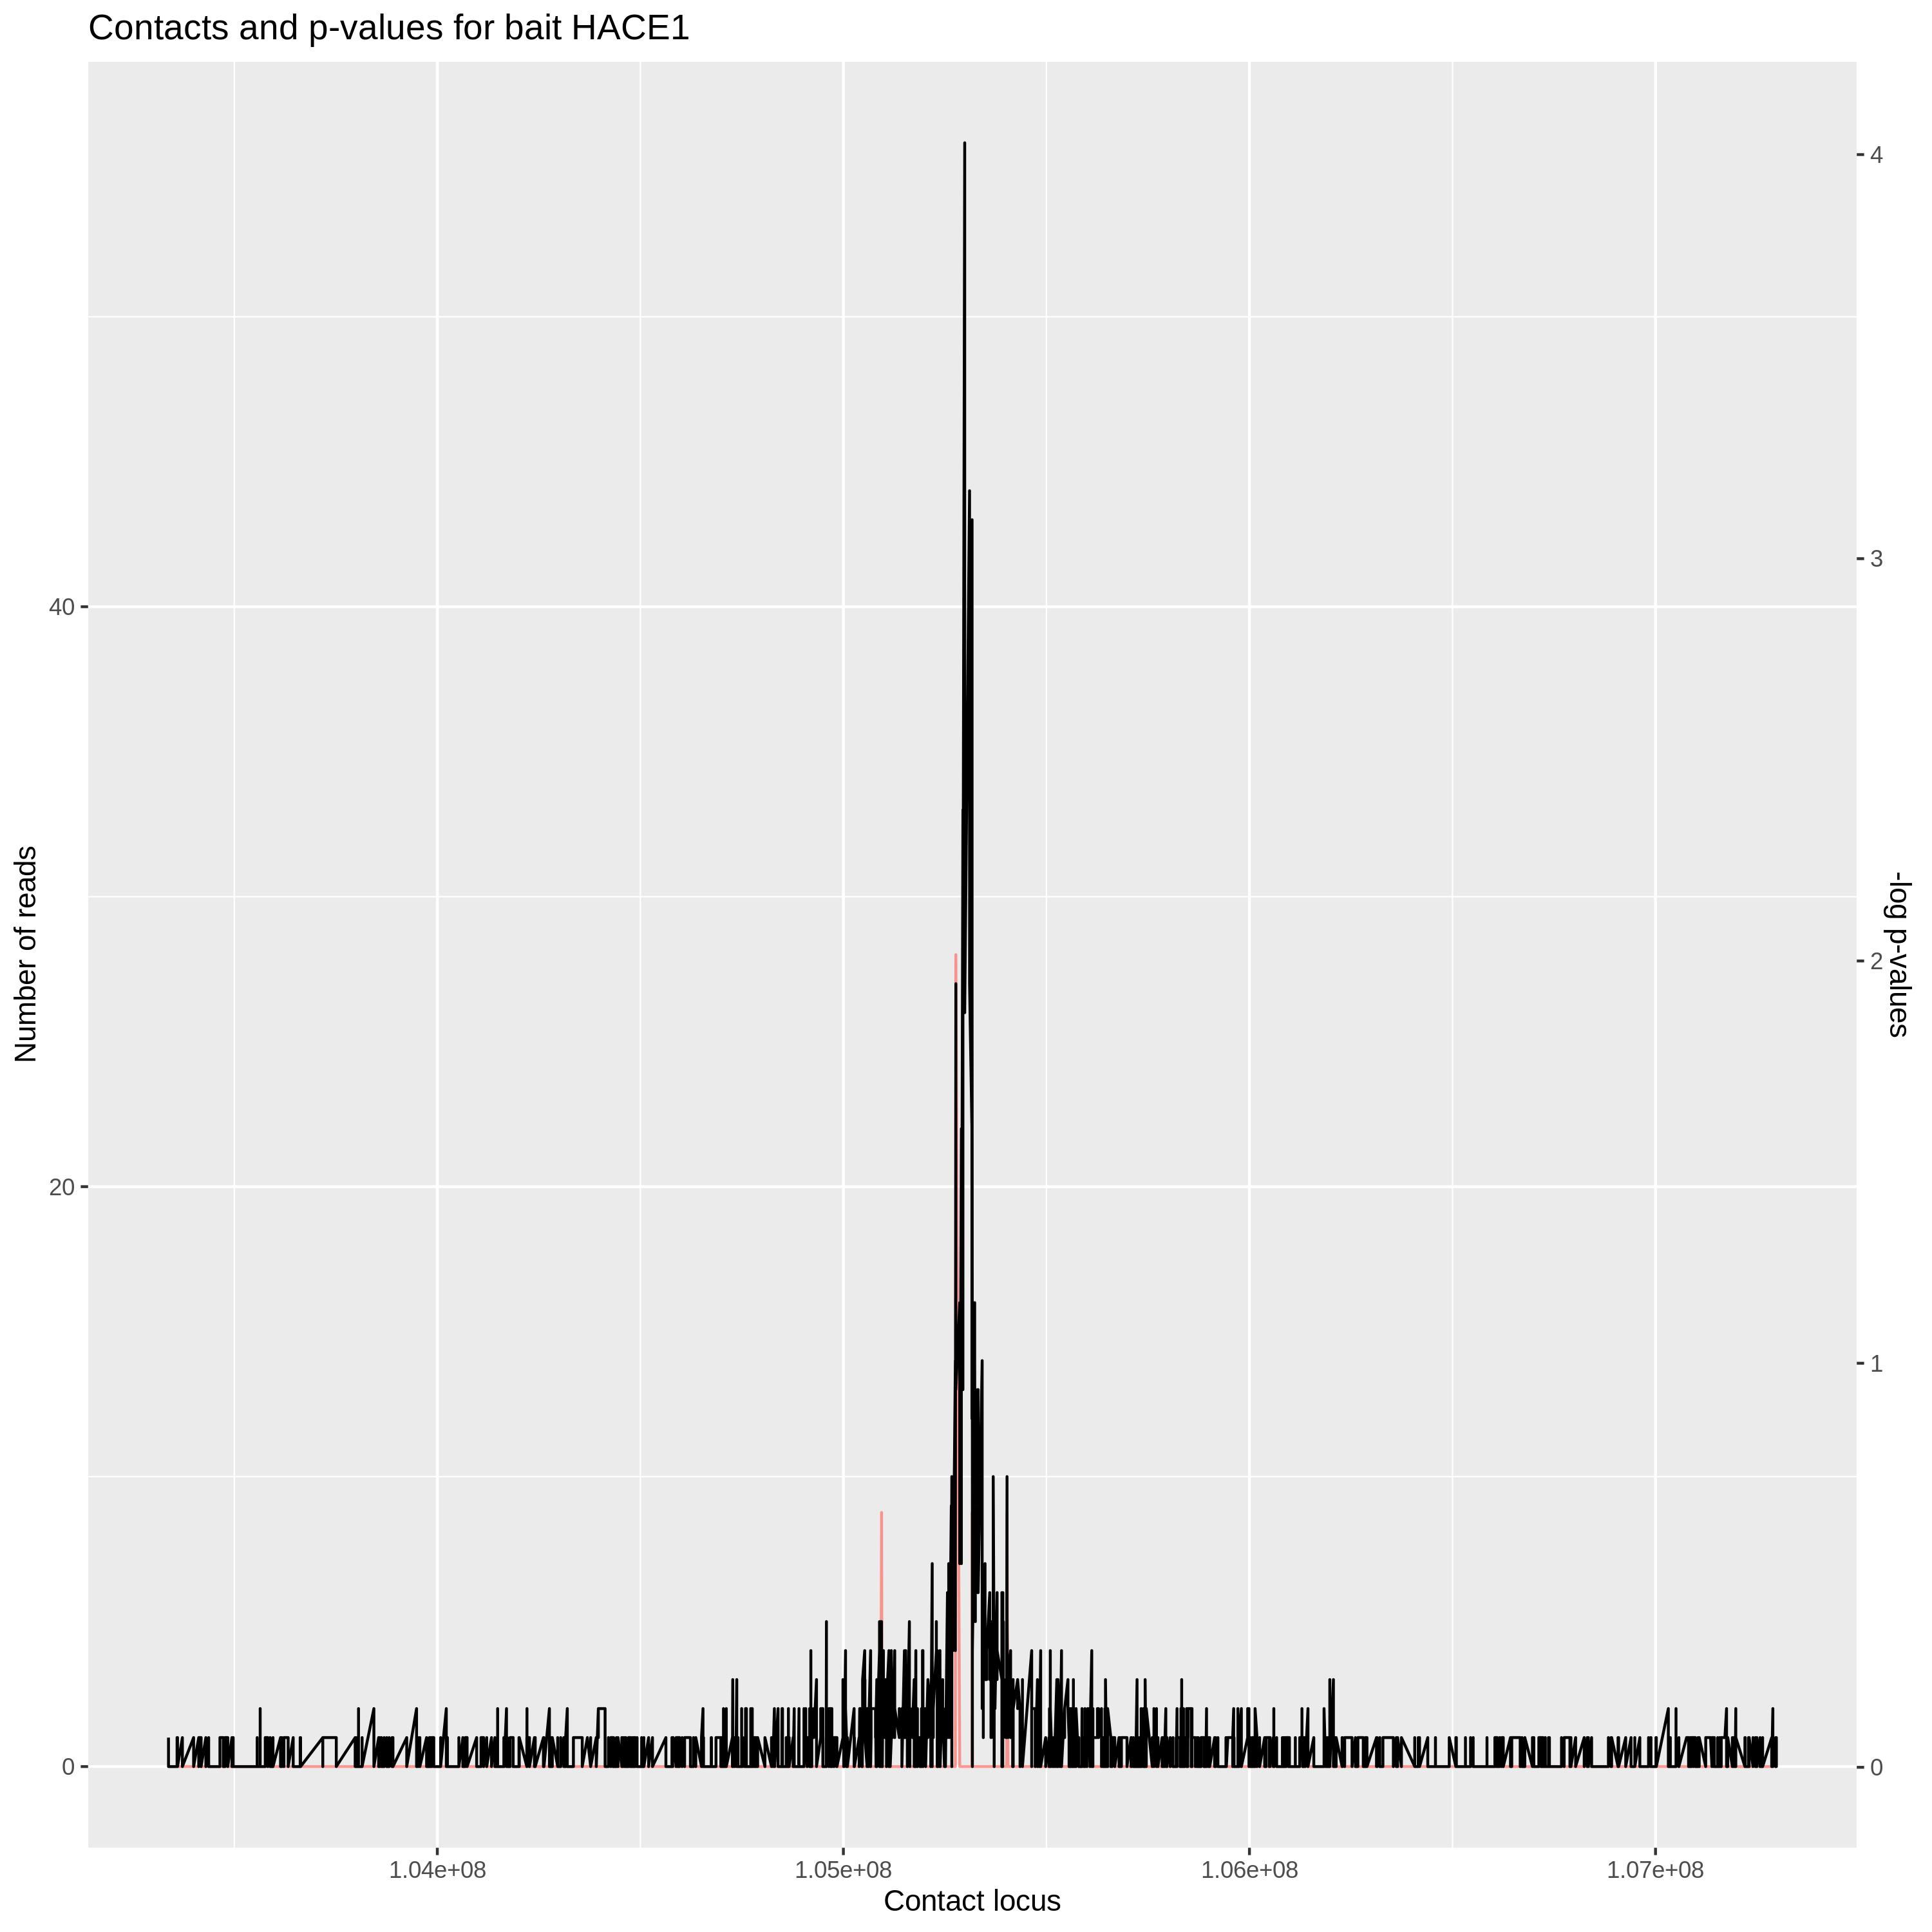 Contacts and p-values for bait HACE1
Number of reads
40
20
0
4
3
2
1
0
-log p-values
1.04e+08
1.05e+08
1.06e+08
1.07e+08
Contact locus